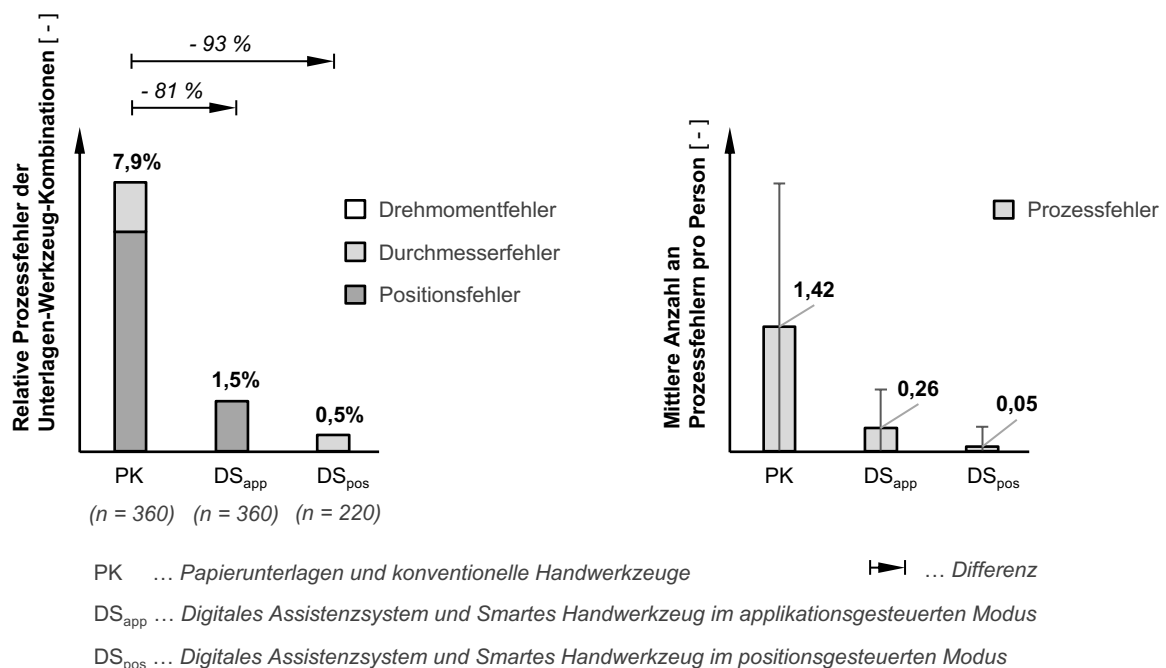 - 93 %
- 81 %
Relative Prozessfehler der
Unterlagen-Werkzeug-Kombinationen [ - ]
7,9%
1,5%
0,5%
Drehmomentfehler
Durchmesserfehler
Positionsfehler
PK
DSapp
DSpos
(n = 360)
(n = 360)
(n = 220)
Mittlere Anzahl an
Prozessfehlern pro Person [ - ]
Prozessfehler
1,42
0,26
0,05
PK
DSapp
DSpos
PK … Papierunterlagen und konventionelle Handwerkzeuge
… Differenz
DSapp … Digitales Assistenzsystem und Smartes Handwerkzeug im applikationsgesteuerten Modus
DSpos … Digitales Assistenzsystem und Smartes Handwerkzeug im positionsgesteuerten Modus